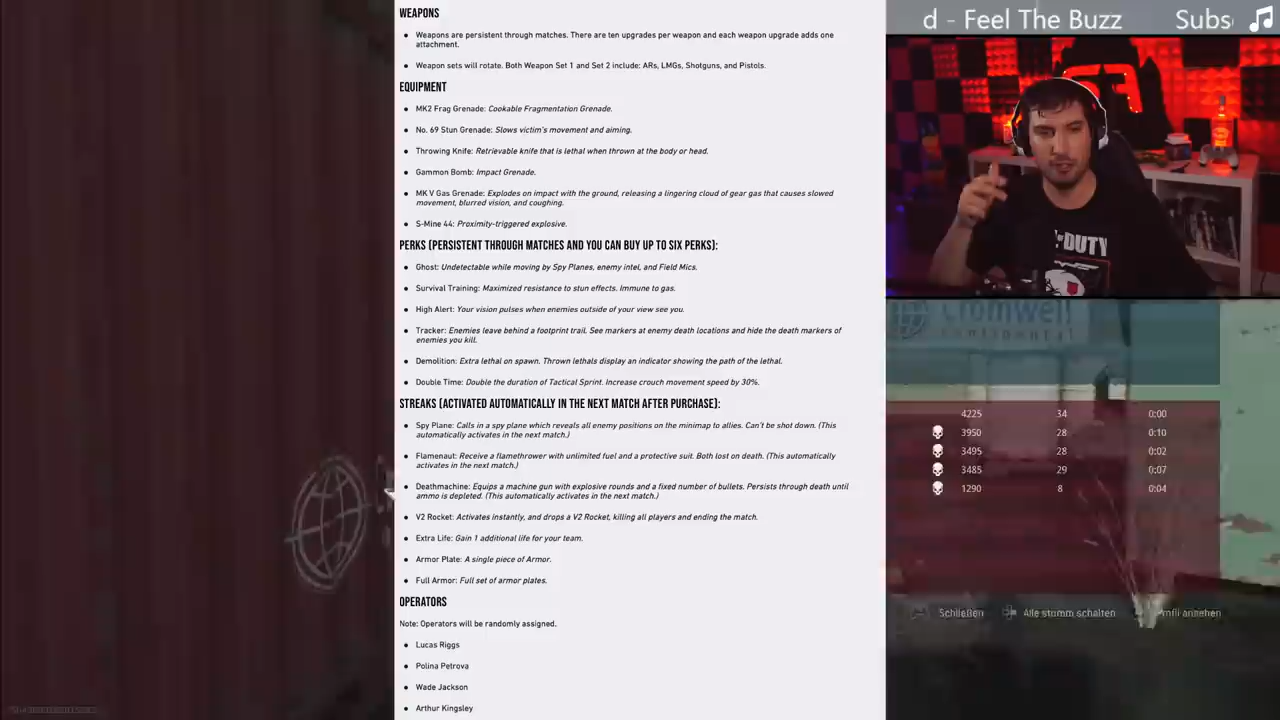 WEAPONS
Weapons are persistent through matches. There are ten upgrades per weapon and each weapon upgrade adds one
attachment.
Weapon sets will rotate. Both Weapon Set 1 and Set 2 include: ARs, LMGs, Shotguns, and Pistols.
EQUIPMENT
MK2 Frag Grenade: Cookable Fragmentation Grenade.
No. 69 Stun Grenade: Slows victim's movement and aiming.
Throwing Knife: Retrievable knife that is lethal when thrown at the body or head.
Gammon Bomb: Impact Grenade.
MK V Gas Grenade: Explodes on impact with the ground, releasing a lingering cloud of gear gas that causes slowed
movement, blurred vision, and coughing.
S-Mine 44: Proximity-triggered explosive.
PERKS (PERSISTENT THROUGH MATCHES AND YOU CAN BUY UP TO SIX PERKS):
Ghost: Undetectable while moving by Spy Planes, enemy intel, and Field Mics.
Survival Training: Maximized resistance to stun effects. Immune to gas.
High Alert: Your vision pulses when enemies outside of your view see you.
Tracker: Enemies leave behind a footprint trail. See markers at enemy death locations and hide the death markers of
enemies you kill.
Demolition: Extra lethal on spawn. Thrown lethals display an indicator showing the path of the lethal.
Double Time: Double the duration of Tactical Sprint. Increase crouch movement speed by 30%.
STREAKS (ACTIVATED AUTOMATICALLY IN THE NEXT MATCH AFTER PURCHASE):
Spy Plane: Calls in a spy plane which reveals all enemy positions on the minimap to allies. Can't be shot down. (This
automatically activates in the next match.)
Flamenaut: Receive a flamethrower with unlimited fuel and a protective suit. Both lost on death. (This automatically
activates in the next match.)
Deathmachine: Equips a machine gun with explosive rounds and a fixed number of bullets. Persists through death until
ammo is depleted. (This automatically activates in the next match.)
V2 Rocket: Activates instantly, and drops a V2 Rocket, killing all players and ending the match.
Extra Life: Gain 1 additional life for your team.
Armor Plate: A single piece of Armor.
Full Armor: Full set of armor plates.
OPERATORS
Note: Operators will be randomly assigned.
Lucas Riggs
Polina Petrova
Wade Jackson
Arthur Kingsley
d - Feel The Buzz Subs
DUTY
Cromwell
4225 34 0:00
3950 28 0:10
3495 28 0:02
3485 29 0:07
1290 8 0:04
Schließen Alle stumm schalten ansehen